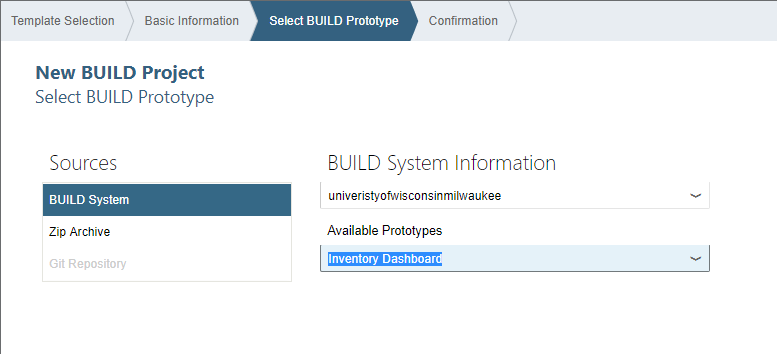 Template Selection
Basic Information
Select BUILD Prototype
Confirmation
New BUILD Project
Select BUILD Prototype
Sources
BUILD System
Zip Archive
Git Repository
BUILD System Information
univeristyofwisconsinmilwaukee
Available Prototypes
Inventory Dashboard